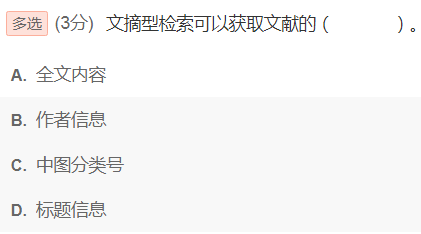 多选 (3分) 文摘型检索可以获取文献的 ( ) 。
A. 全文内容
B. 作者信息
C. 中图分类号
D. 标题信息